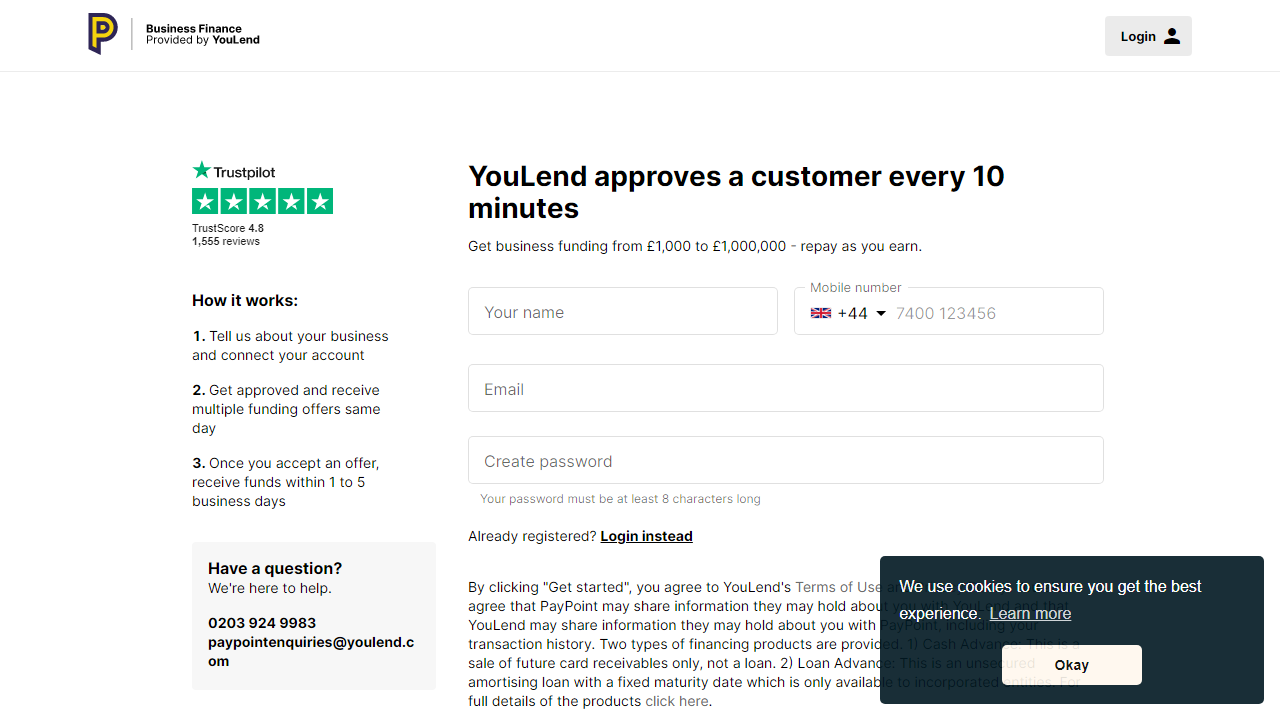 Business Finance
Provided by YouLend
Login
Trustpilot
TrustScore 4.8
1,555 reviews
How it works:
1. Tell us about your business
and connect your account
2. Get approved and receive
multiple funding offers same
day
3. Once you accept an offer,
receive funds within 1 to 5
business days
Have a question?
We're here to help.
0203 924 9983
paypointenquiries@youlend.c
om
YouLend approves a customer every 10
minutes
Get business funding from £1,000 to £1,000,000 - repay as you earn.
Your name
Mobile number
+44
7400 123456
Email
Create password
Your password must be at least 8 characters long
Already registered? Login instead
By clicking "Get started", you agree to YouLend's Terms of Use
agree that PayPoint may share information they may hold about you with YouLend and that
YouLend may share information they may hold about you with PayPoint, including your
transaction history. Two types of financing products are provided. 1) Cash Advance: This is a
sale of future card receivables only, not a loan. 2) Loan Advance: This is an unsecured
amortising loan with a fixed maturity date which is only available to incorporated entities. For
full details of the products click here.
We use cookies to ensure you get the best
experience. Learn more
Okay